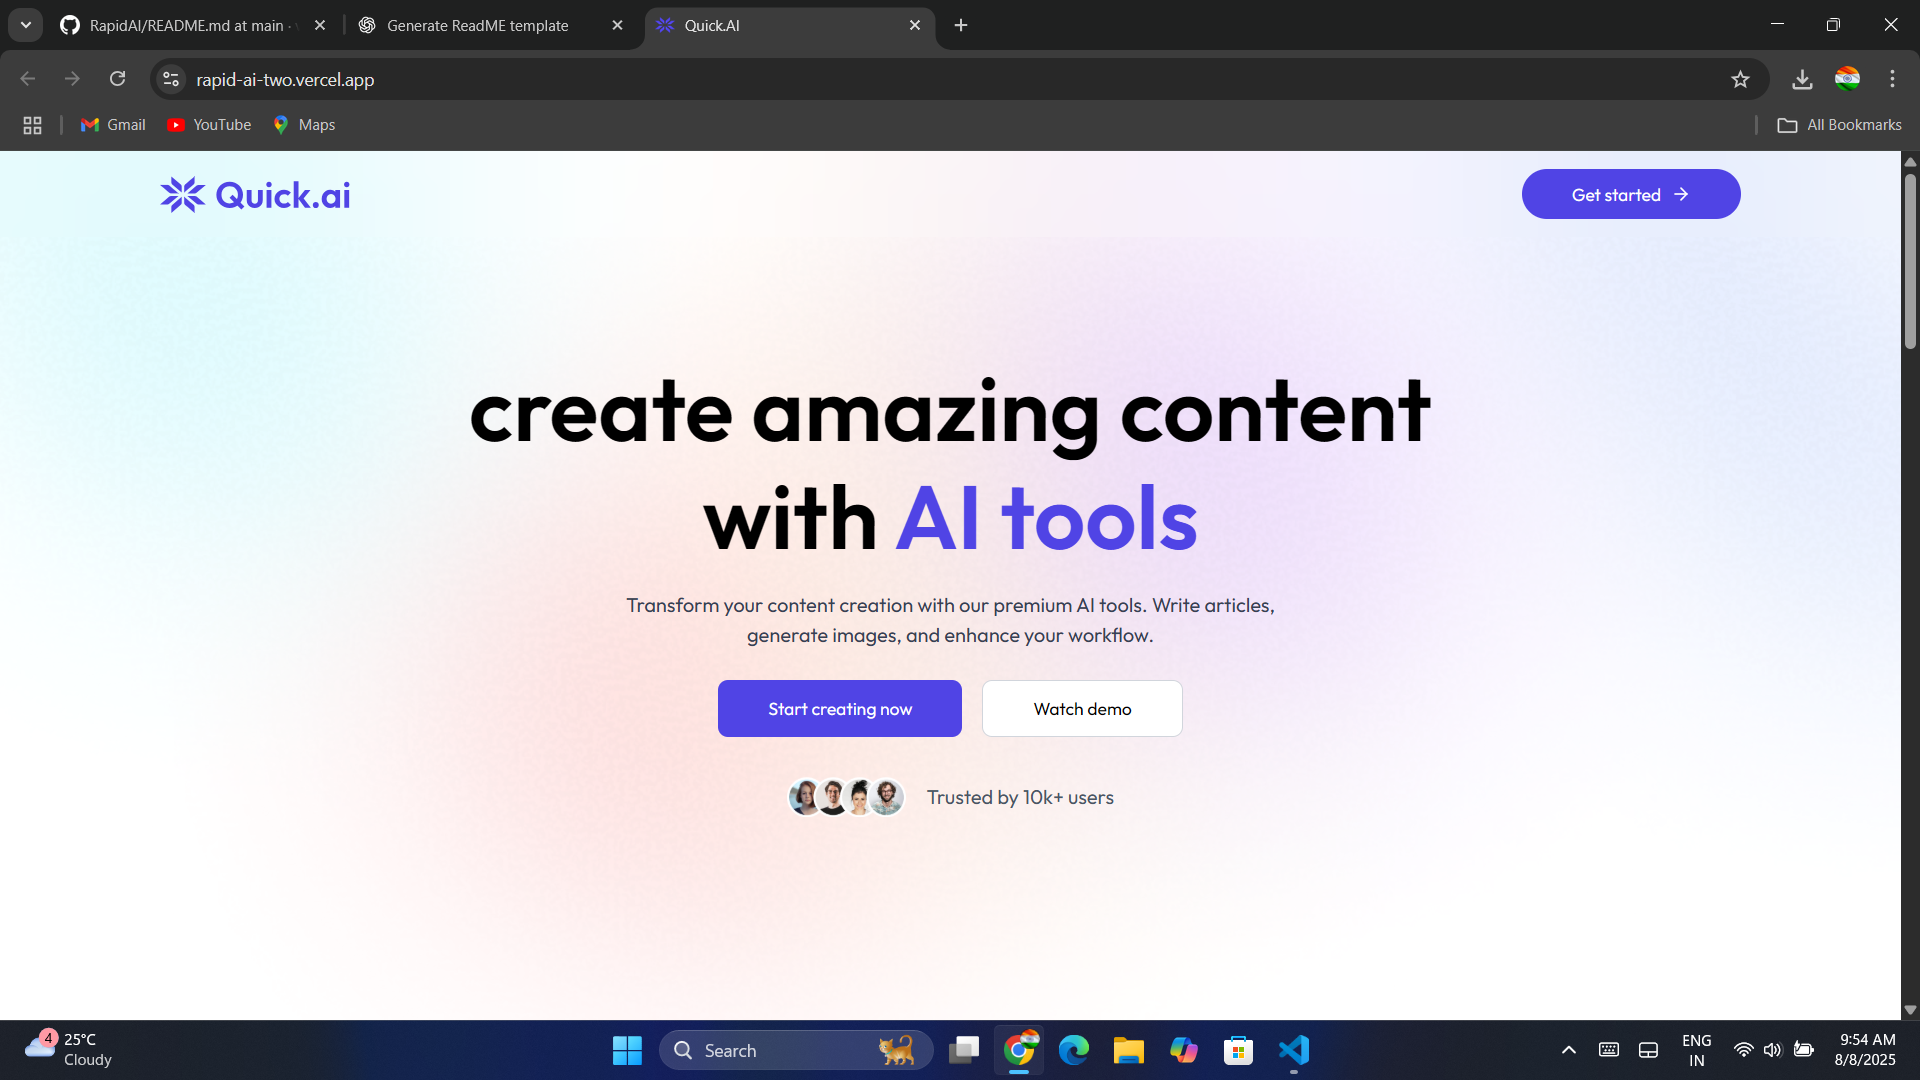 RapidAI/README.md at main ·
Generate ReadME template
Quick.AI
rapid-ai-two.vercel.app
Gmail
YouTube
Maps
All Bookmarks
Quick.ai
Get started
create amazing content
with AI tools
Transform your content creation with our premium AI tools. Write articles,
generate images, and enhance your workflow.
Start creating now
Watch demo
Trusted by 10k+ users
4
25°C
Cloudy
Search
ENG
IN
9:54 AM
8/8/2025